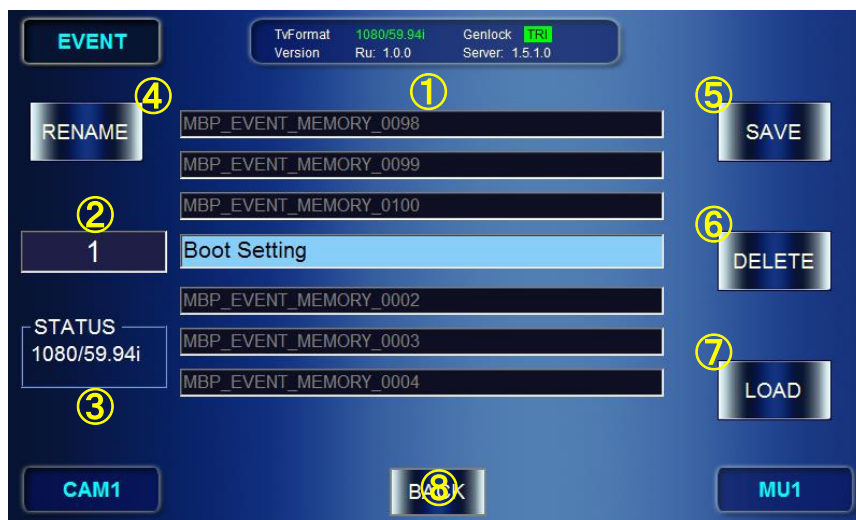 EVENT
TvFormat 1080/59.94i Genlock TRI
Version Ru: 1.0.0 Server: 1.5.1.0
④ ① ⑤
RENAME
MBP_EVENT_MEMORY_0098
SAVE
MBP_EVENT_MEMORY_0099
②
MBP_EVENT_MEMORY_0100
⑥
1
Boot Setting
DELETE
MBP_EVENT_MEMORY_0002
STATUS
1080/59.94i
MBP_EVENT_MEMORY_0003
⑦
③
MBP_EVENT_MEMORY_0004
LOAD
CAM1
BACK
⑧
MU1